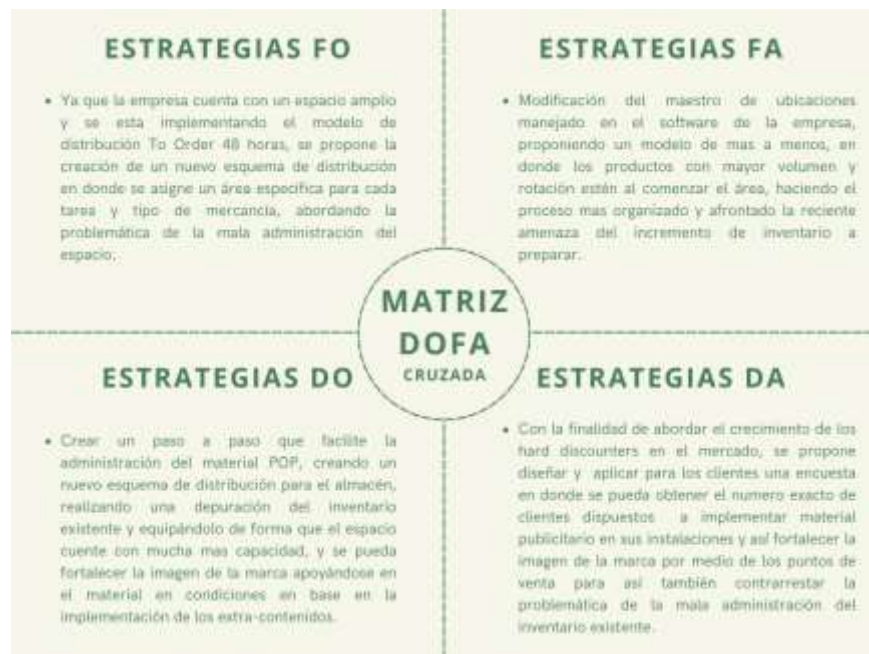 ESTRATEGIAS FO
• Ya que la empresa cuenta con un espacio amplio
y se esta implementando el modelo de
distribución To Order 48 horas, se propone la
creación de un nuevo esquema de distribución
en donde se asigne un área especifica para cada
tarea y tipo de mercancía, abordando la
problemática de la mala administración del
espacio.
ESTRATEGIAS FA
• Modificación del maestro de ubicaciones
manejado en el software de la empresa,
proponiendo un modelo de mas a menos, en
donde los productos con mayor volumen y
rotación estén al comenzar el área, haciendo el
proceso mas organizado y afrontado la reciente
amenaza del incremento de inventario a
preparar.
MATRIZ
DOFA
CRUZADA
ESTRATEGIAS DO
• Crear un paso a paso que facilite la
administración del material POP, creando un
nuevo esquema de distribución para el almacén,
realizando una depuración del inventario
existente y equipándolo de forma que el espacio
cuente con mucha mas capacidad, y se pueda
fortalecer la imagen de la marca apoyándose en
el material en condiciones en base en la
implementación de los extra-contenidos.
ESTRATEGIAS DA
• Con la finalidad de abordar el crecimiento de los
hard discounters en el mercado, se propone
diseñar y aplicar para los clientes una encuesta
en donde se pueda obtener el numero exacto de
clientes dispuestos a implementar material
publicitario en sus instalaciones y así fortalecer la
imagen de la marca por medio de los puntos de
venta para así también contrarrestar la
problemática de la mala administración del
inventario existente.